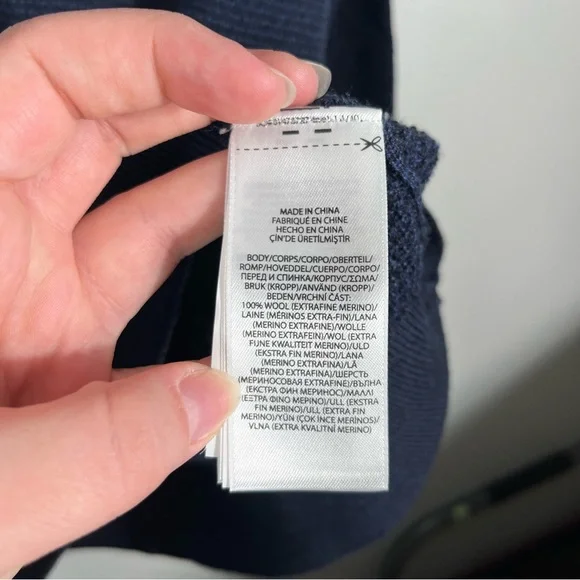 MADE IN CHINA
FABRIQUÉ EN CHINE
HECHO EN CHINA
ÇİN'DE ÜRETİLMİŞTİR
BODY/CORPS/CORPO/OBERTEIL/
ROMP/HOVEDDEL/CUERPO/CORPO/
ПЕРЕД И СПИНКА/КОРПУС/ΣΩΜΑ/
BRUK (KROPP)/ANVÄND (KROPP)/
BEDEN/VRCHNÍ ČÁST:
100% WOOL (EXTRAFINE MERINO)/
LAINE (MÉRINOS EXTRA-FIN)/LANA
(MERINO EXTRAFINE)/WOLLE
(MERINO EXTRAFEIN)/WOL (EXTRA
FIJNE KWALITEIT MERINO)/ULD
(EKSTRA FIN MERINO)/LANA
(MERINO EXTRAFINA)/LÃ
(MERINO EXTRAFINA)/ШЕРСТЬ
(МЕРИНОСОВАЯ EXTRAFINE)/ВЪЛНА
(ЕКСТРА ФИН МЕРИНОС)/ΜΑΛΛΙ
(ΕΞΤΡΑ ΦΙΝΟ ΜΕΡΙΝΟ)/ULL (EKSTRA
FIN MERINO)/ULL (EXTRA FIN
MERINO)/YÜN (ÇOK İNCE MERİNOS)/
VLNA (EXTRA KVALITNÍ MERINO)